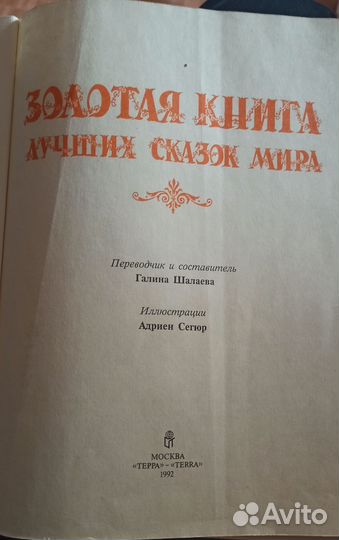 ЗОЛОТАЯ КНИГА
ЛУЧШИХ СКАЗОК МИРА
Переводчик и составитель
Галина Шалаева
Иллюстрации
Адриен Сегюр
МОСКВА
«ТЕРРА»–«TERRA»
1992
Avito